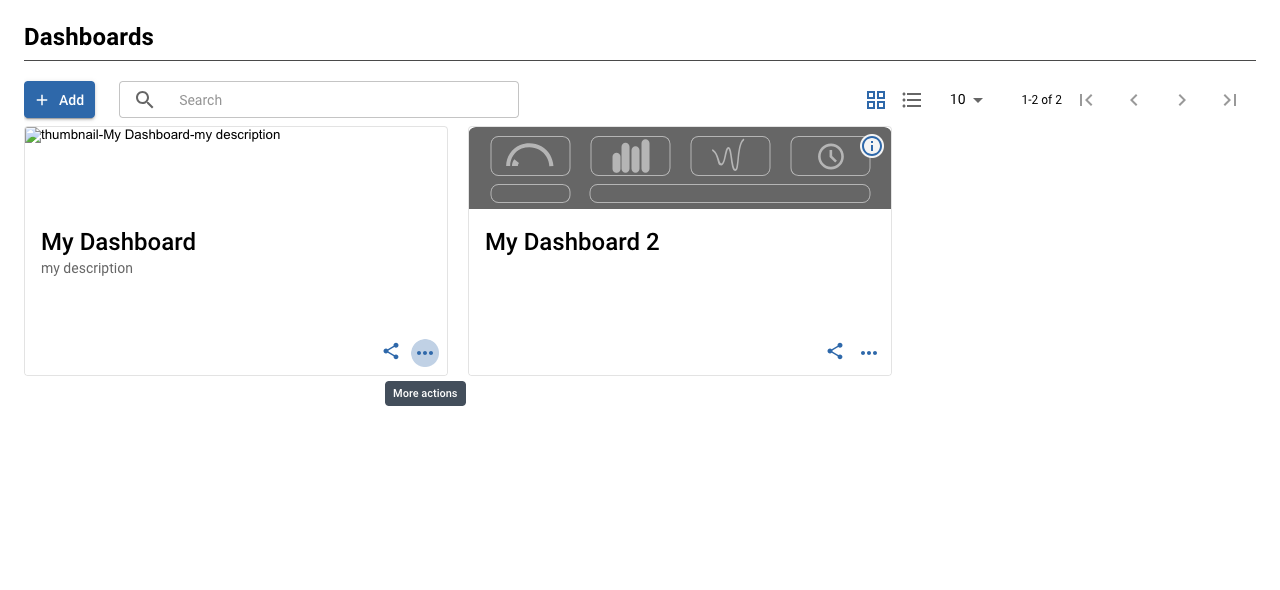 Dashboards
Add
Search
10
1-2 of 2
thumbnail-My Dashboard-my description
My Dashboard
my description
My Dashboard 2
More actions